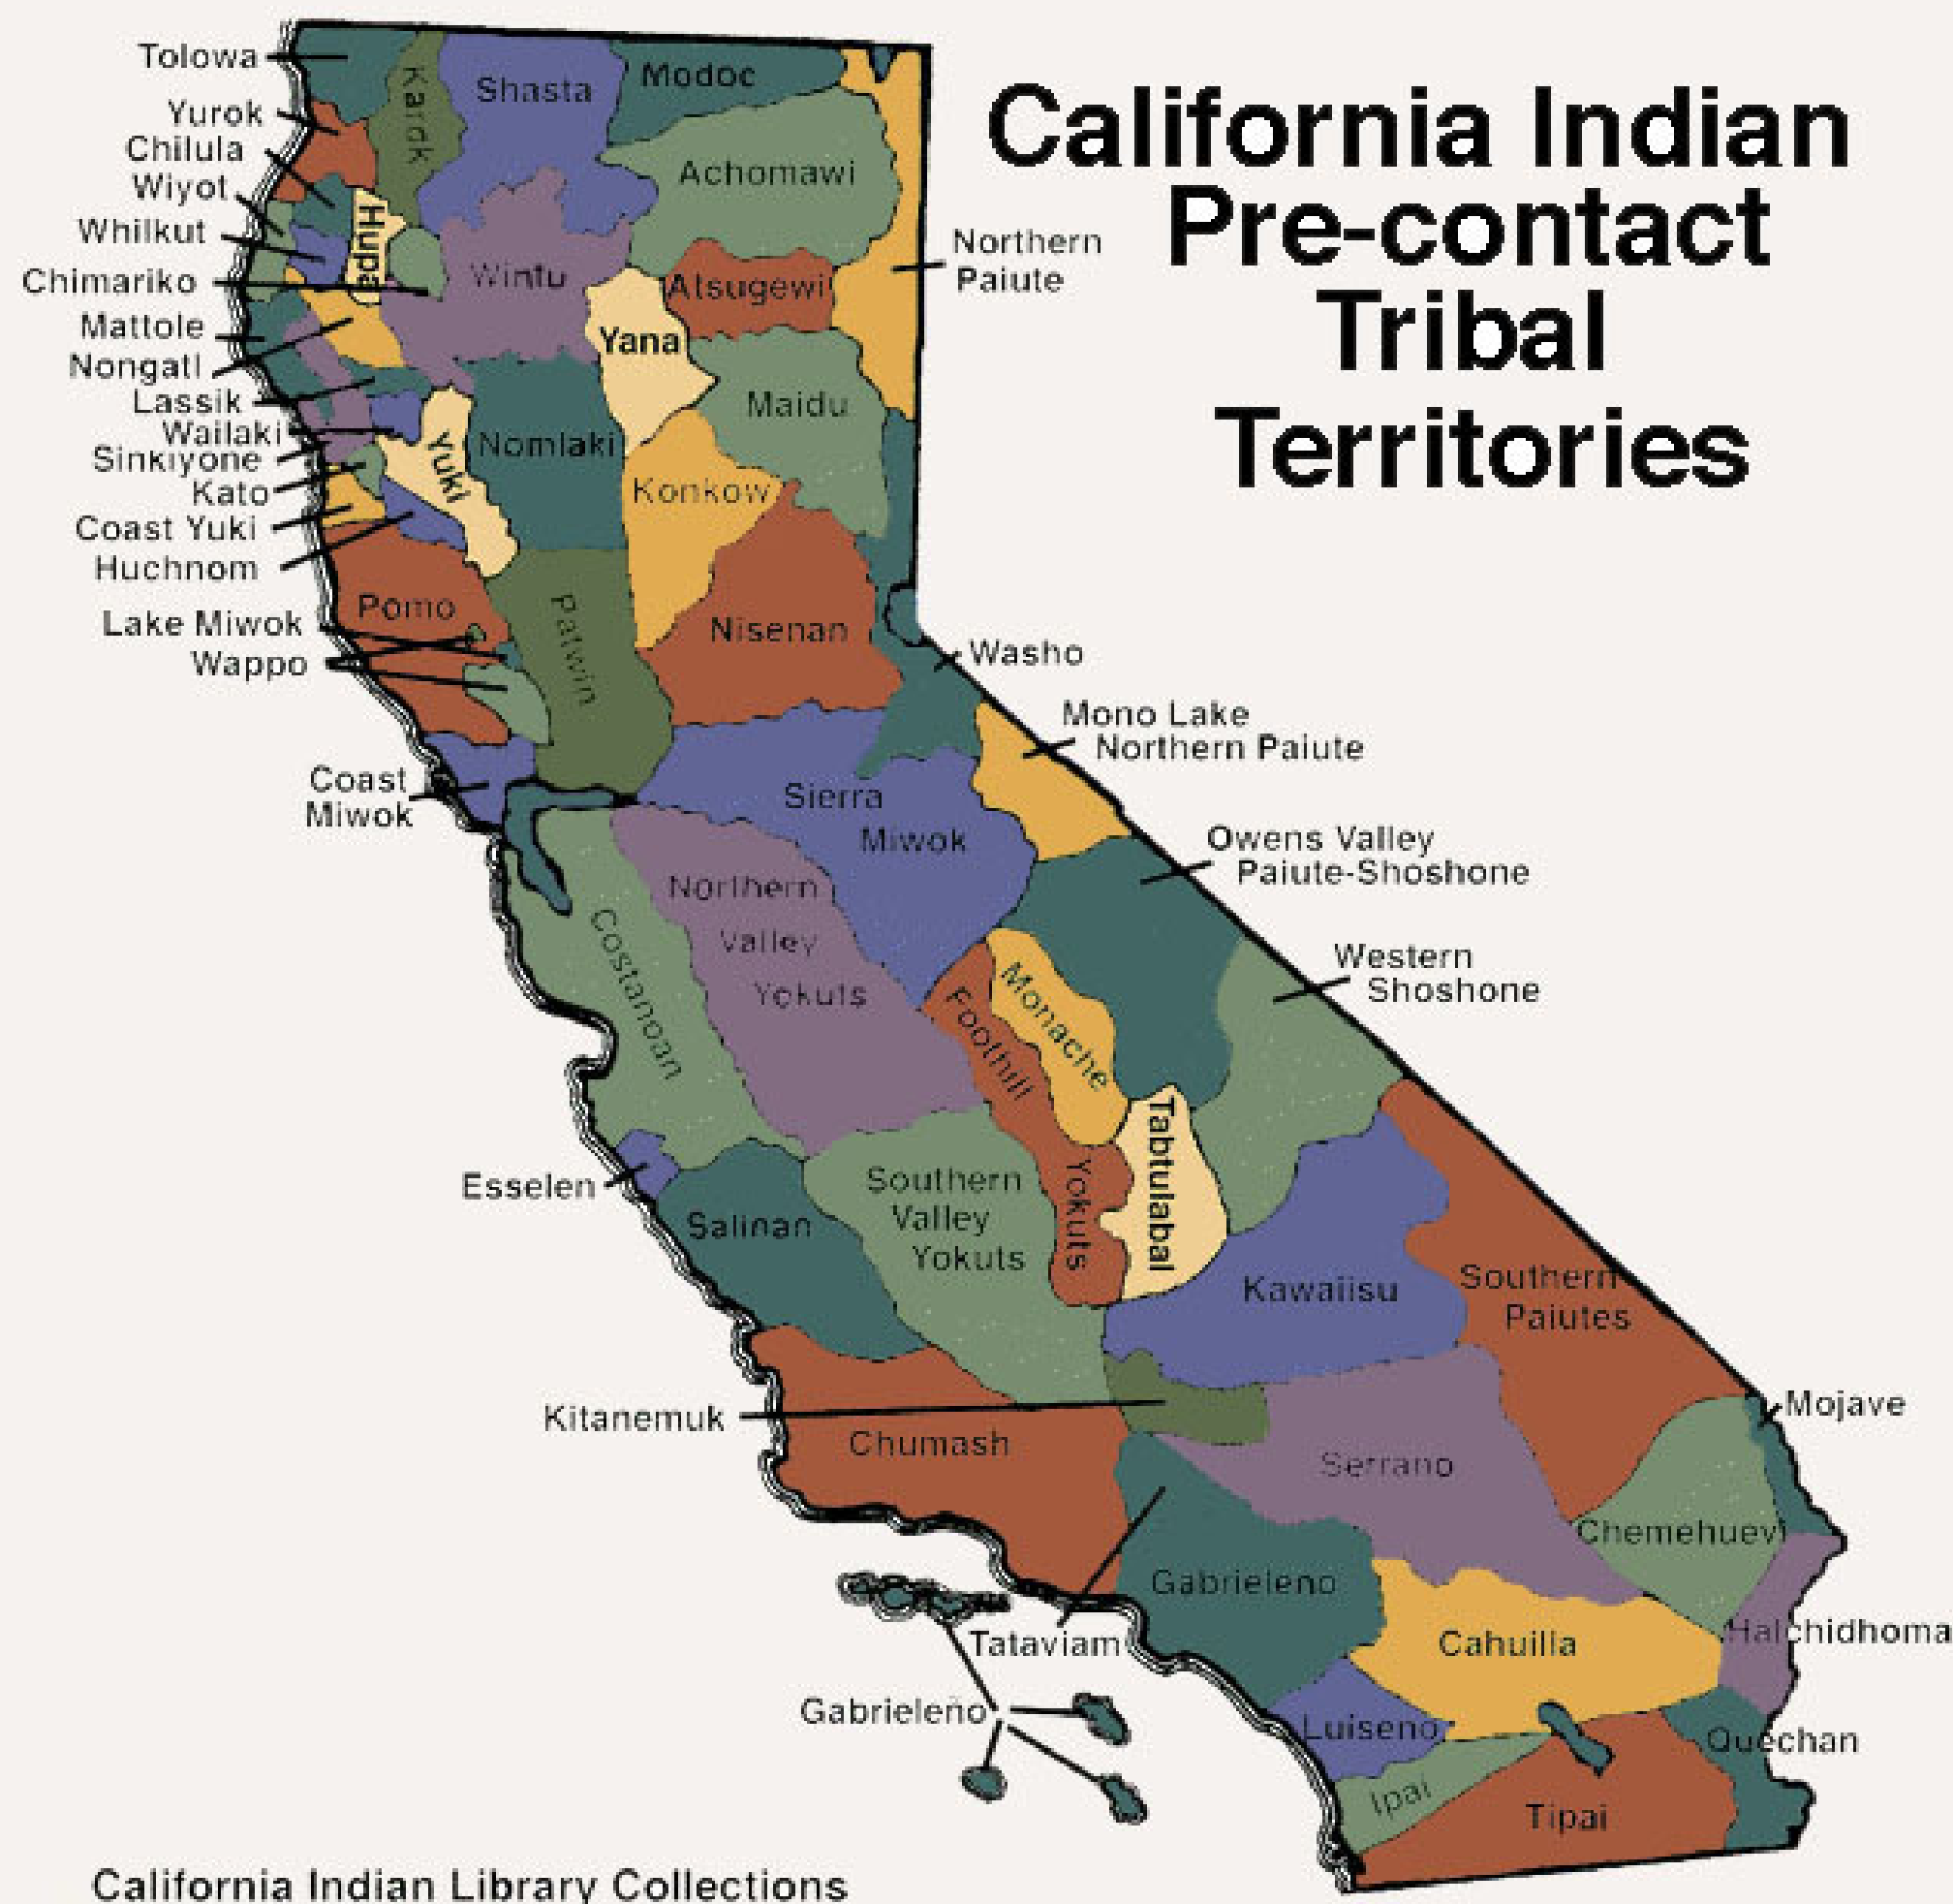 California Indian
Pre-contact
Tribal
Territories
Tolowa
Yurok
Chilula
Wiyot
Whilkut
Chimariko
Mattole
Nongatl
Lassik
Wailaki
Sinkiyone
Kato
Coast Yuki
Huchnom
Lake Miwok
Wappo
Coast
Miwok
Esselen
Kitanemuk
Tataviam
Gabrieleño
Karok
Shasta
Modoc
Achomawi
Hupa
Wintu
Atsugewi
Yana
Northern
Paiute
Maidu
Yuki
Nomlaki
Konkow
Pomo
Patwin
Nisenan
Washo
Mono Lake
Northern Paiute
Sierra
Miwok
Owens Valley
Paiute-Shoshone
Costanoan
Northern
Valley
Yokuts
Western
Shoshone
Monache
Foothill
Yokuts
Tabtulabal
Salinan
Southern
Valley
Yokuts
Kawaiisu
Southern
Paiutes
Mojave
Chumash
Serrano
Chemehuevi
Gabrieleno
Cahuilla
Halchidhoma
Luiseno
Quechan
Ipai
Tipai
California Indian Library Collections